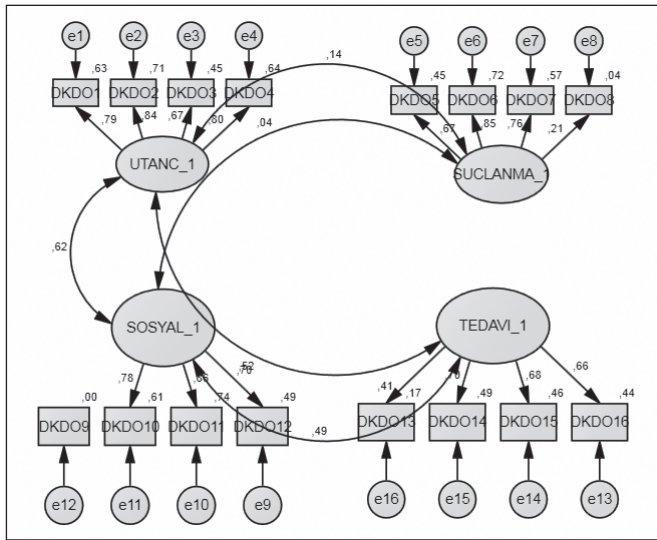 e1 e2 e3 e4 e5 e6 e7 e8
,63 ,71 ,45 ,64 ,14 ,45 ,72 ,57 ,04
DKDO1 DKDO2 DKDO3 DKDO4 DKDO5 DKDO6 DKDO7 DKDO8
,79 ,84 ,67 ,80 ,04 ,67 ,85 ,76 ,21
UTANC_1 SUCLANMA_1
,62
SOSYAL_1 TEDAVI_1
,78 ,86 ,52 ,41 ,68 ,66
,00 ,61 ,74 ,49 ,49 ,17 ,49 ,46 ,44
DKDO9 DKDO10 DKDO11 DKDO12 DKDO13 DKDO14 DKDO15 DKDO16
e12 e11 e10 e9 e16 e15 e14 e13